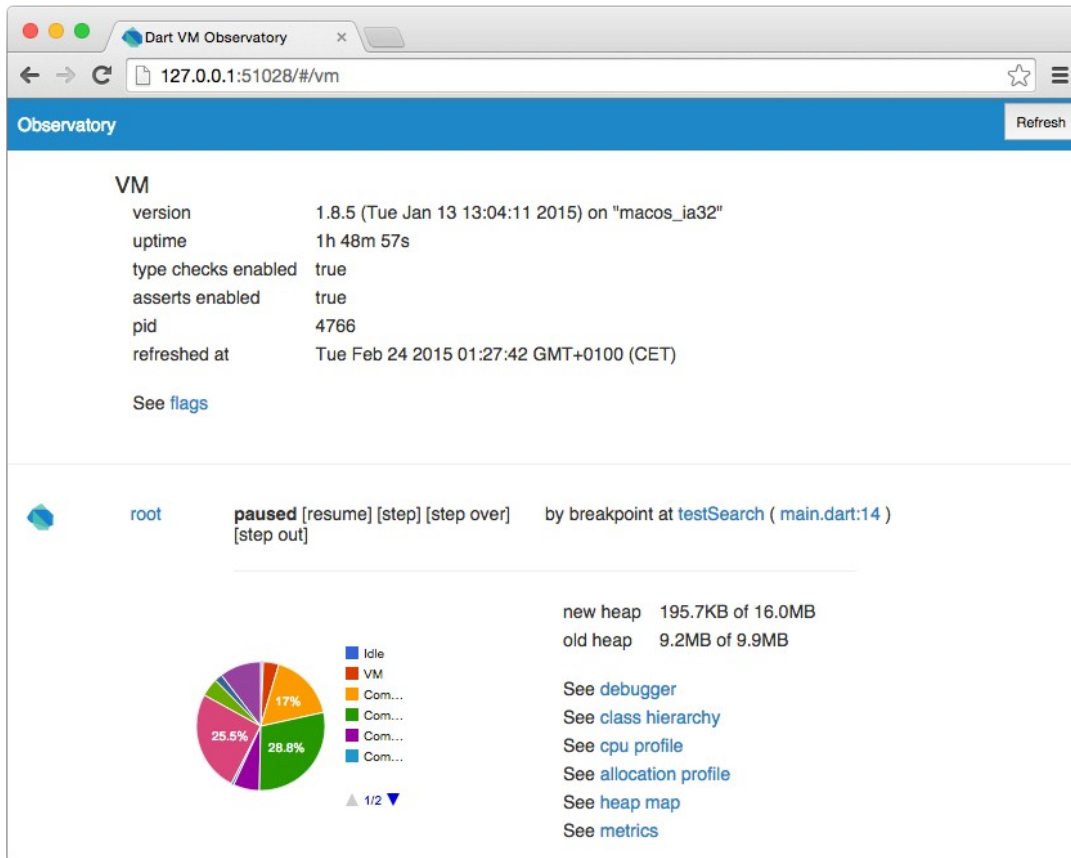 Dart VM Observatory
127.0.0.1:51028/#/vm
Observatory
Refresh
VM
version 1.8.5 (Tue Jan 13 13:04:11 2015) on "macos_ia32"
uptime 1h 48m 57s
type checks enabled true
asserts enabled true
pid 4766
refreshed at Tue Feb 24 2015 01:27:42 GMT+0100 (CET)
See flags
root paused [resume] [step] [step over] by breakpoint at testSearch ( main.dart:14 )
[step out]
new heap 195.7KB of 16.0MB
old heap 9.2MB of 9.9MB
Idle
VM
Com...
Com...
Com...
Com...
17%
25.5%
28.8%
1/2
See debugger
See class hierarchy
See cpu profile
See allocation profile
See heap map
See metrics